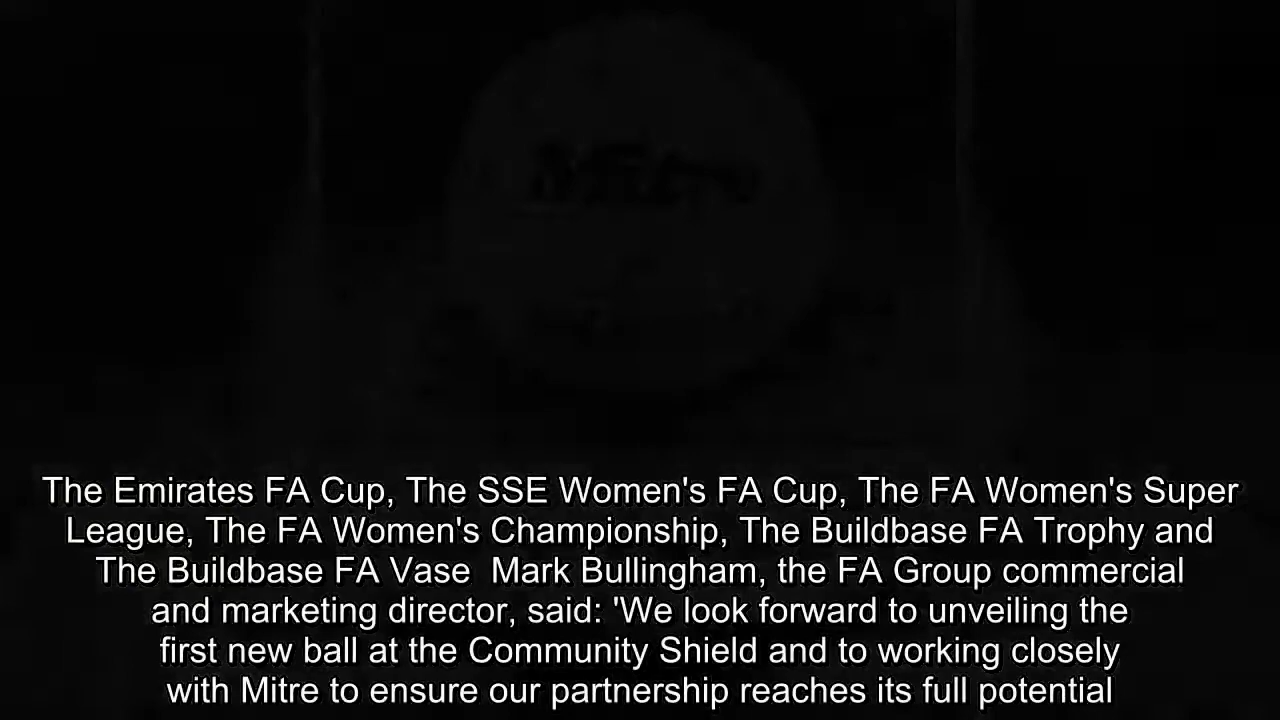 The Emirates FA Cup, The SSE Women's FA Cup, The FA Women's Super
League, The FA Women's Championship, The Buildbase FA Trophy and
The Buildbase FA Vase  Mark Bullingham, the FA Group commercial
and marketing director, said: 'We look forward to unveiling the
first new ball at the Community Shield and to working closely
with Mitre to ensure our partnership reaches its full potential